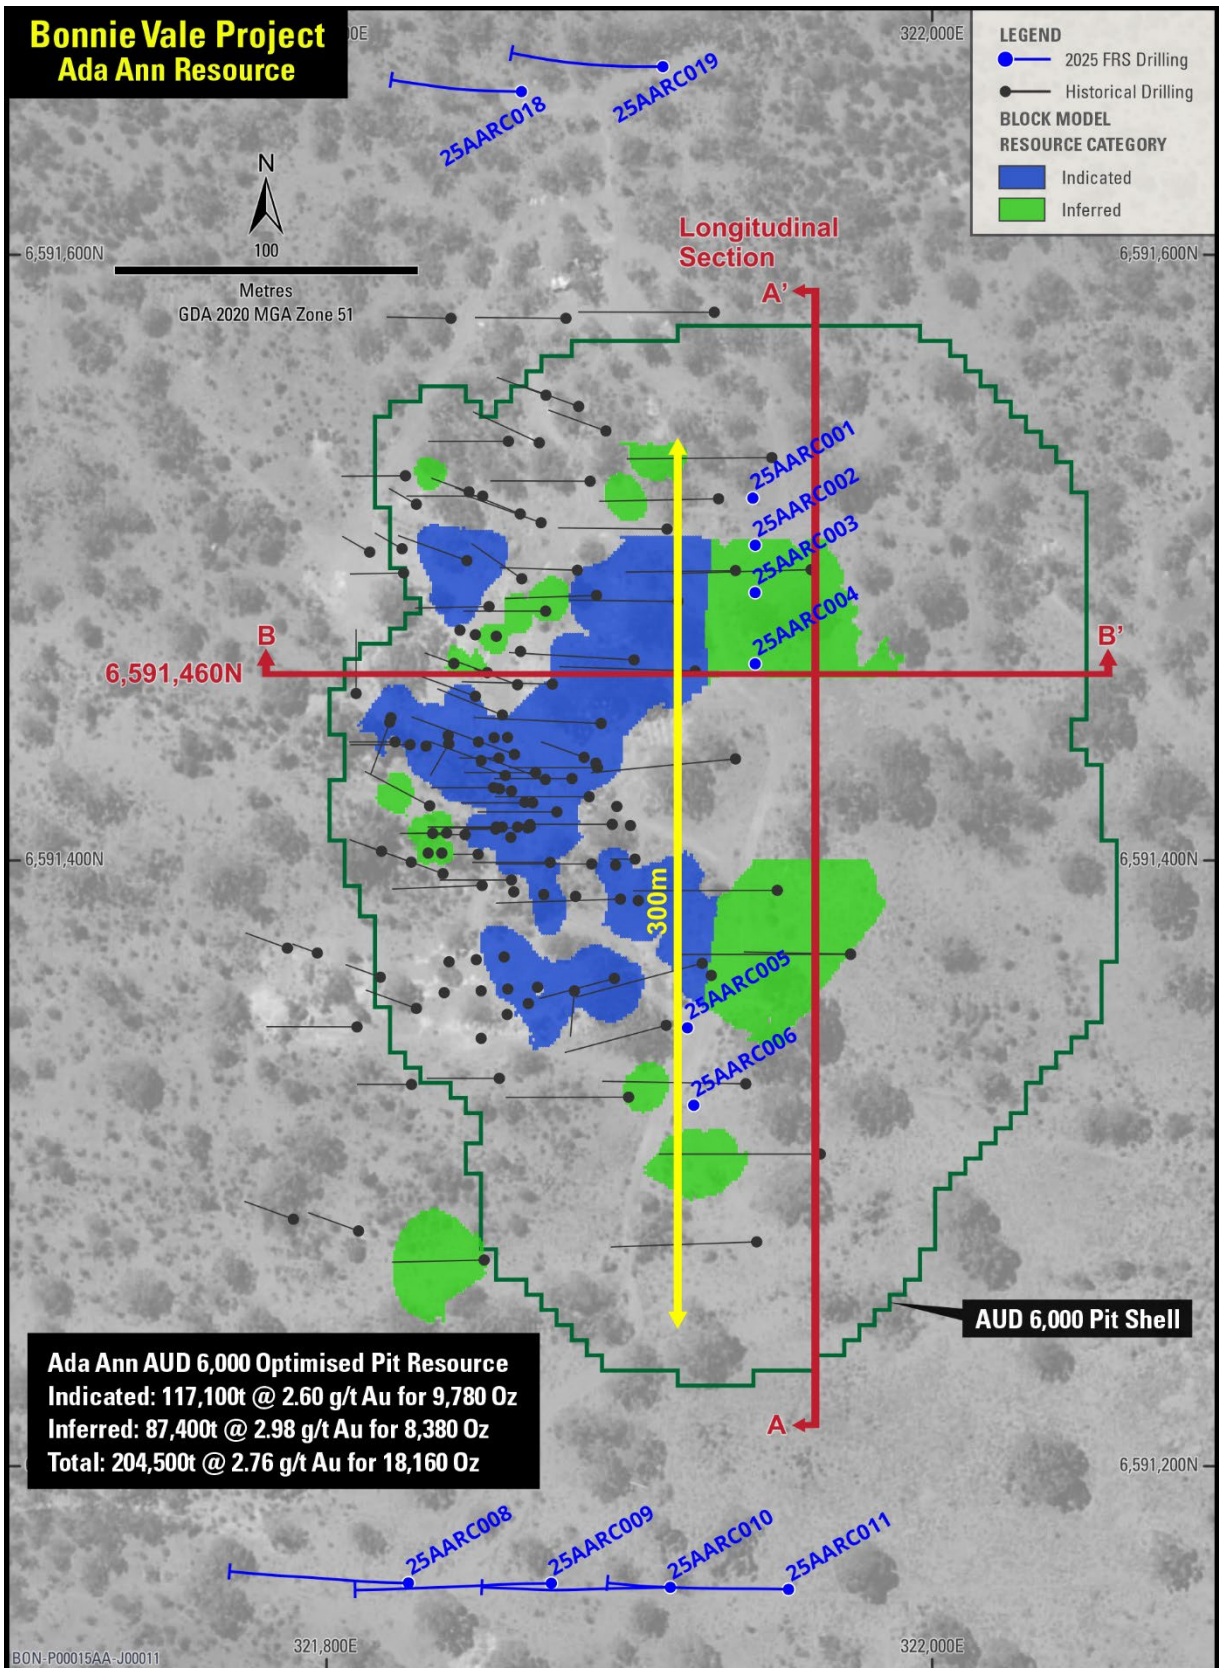 Bonnie Vale Project
Ada Ann Resource
00E
322,000E
LEGEND
2025 FRS Drilling
Historical Drilling
BLOCK MODEL
RESOURCE CATEGORY
Indicated
Inferred
25AARC019
25AARC018
N
100
Metres
GDA 2020 MGA Zone 51
6,591,600N
6,591,600N
Longitudinal
Section
A'
25AARC001
25AARC002
25AARC003
25AARC004
B
B'
6,591,460N
6,591,400N
6,591,400N
300m
25AARC005
25AARC006
AUD 6,000 Pit Shell
Ada Ann AUD 6,000 Optimised Pit Resource
Indicated: 117,100t @ 2.60 g/t Au for 9,780 Oz
Inferred: 87,400t @ 2.98 g/t Au for 8,380 Oz
Total: 204,500t @ 2.76 g/t Au for 18,160 Oz
A
6,591,200N
25AARC008
25AARC009
25AARC010
25AARC011
321,800E
322,000E
BON-P00015AA-J00011